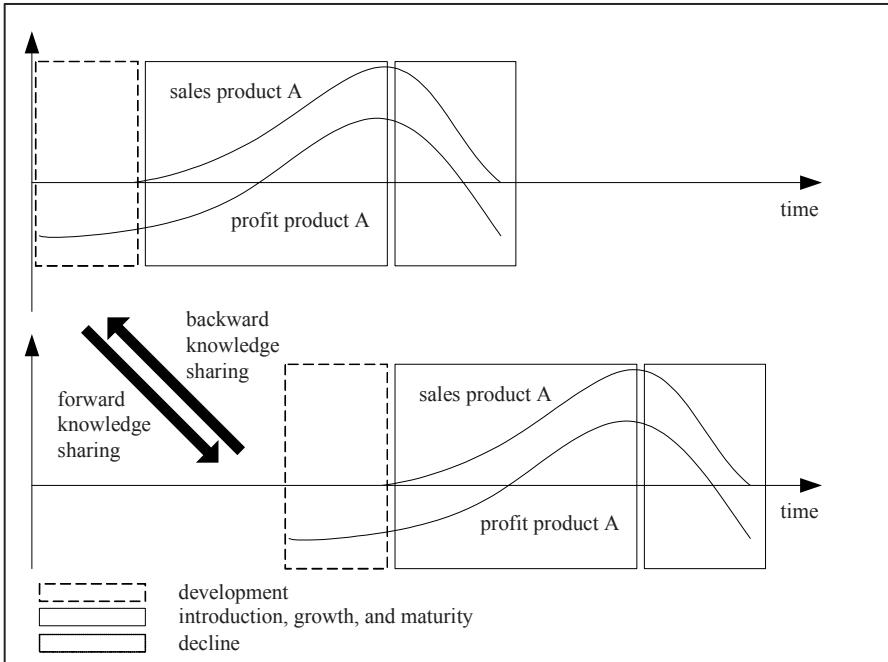 sales product A
profit product A
time
backward
knowledge
sharing
forward
knowledge
sharing
sales product A
profit product A
time
development
introduction, growth, and maturity
decline